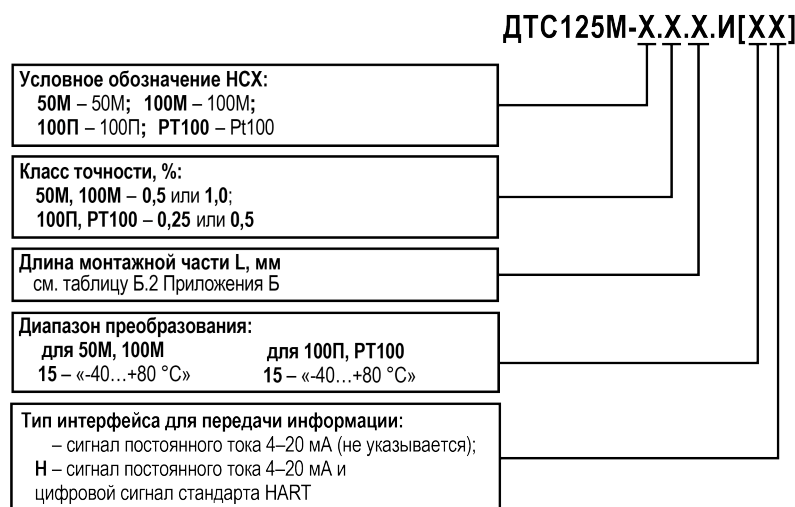 ДТС125М-Х.Х.Х.И[ХХ]
Условное обозначение НСХ:
50М – 50М; 100М – 100М;
100П – 100П; РТ100 – Pt100
Класс точности, %:
50М, 100М – 0,5 или 1,0;
100П, РТ100 – 0,25 или 0,5
Длина монтажной части L, мм
см. таблицу Б.2 Приложения Б
Диапазон преобразования:
для 50М, 100М для 100П, РТ100
15 – «-40…+80 °С» 15 – «-40…+80 °С»
Тип интерфейса для передачи информации:
– сигнал постоянного тока 4–20 мА (не указывается);
Н – сигнал постоянного тока 4–20 мА и
цифровой сигнал стандарта HART